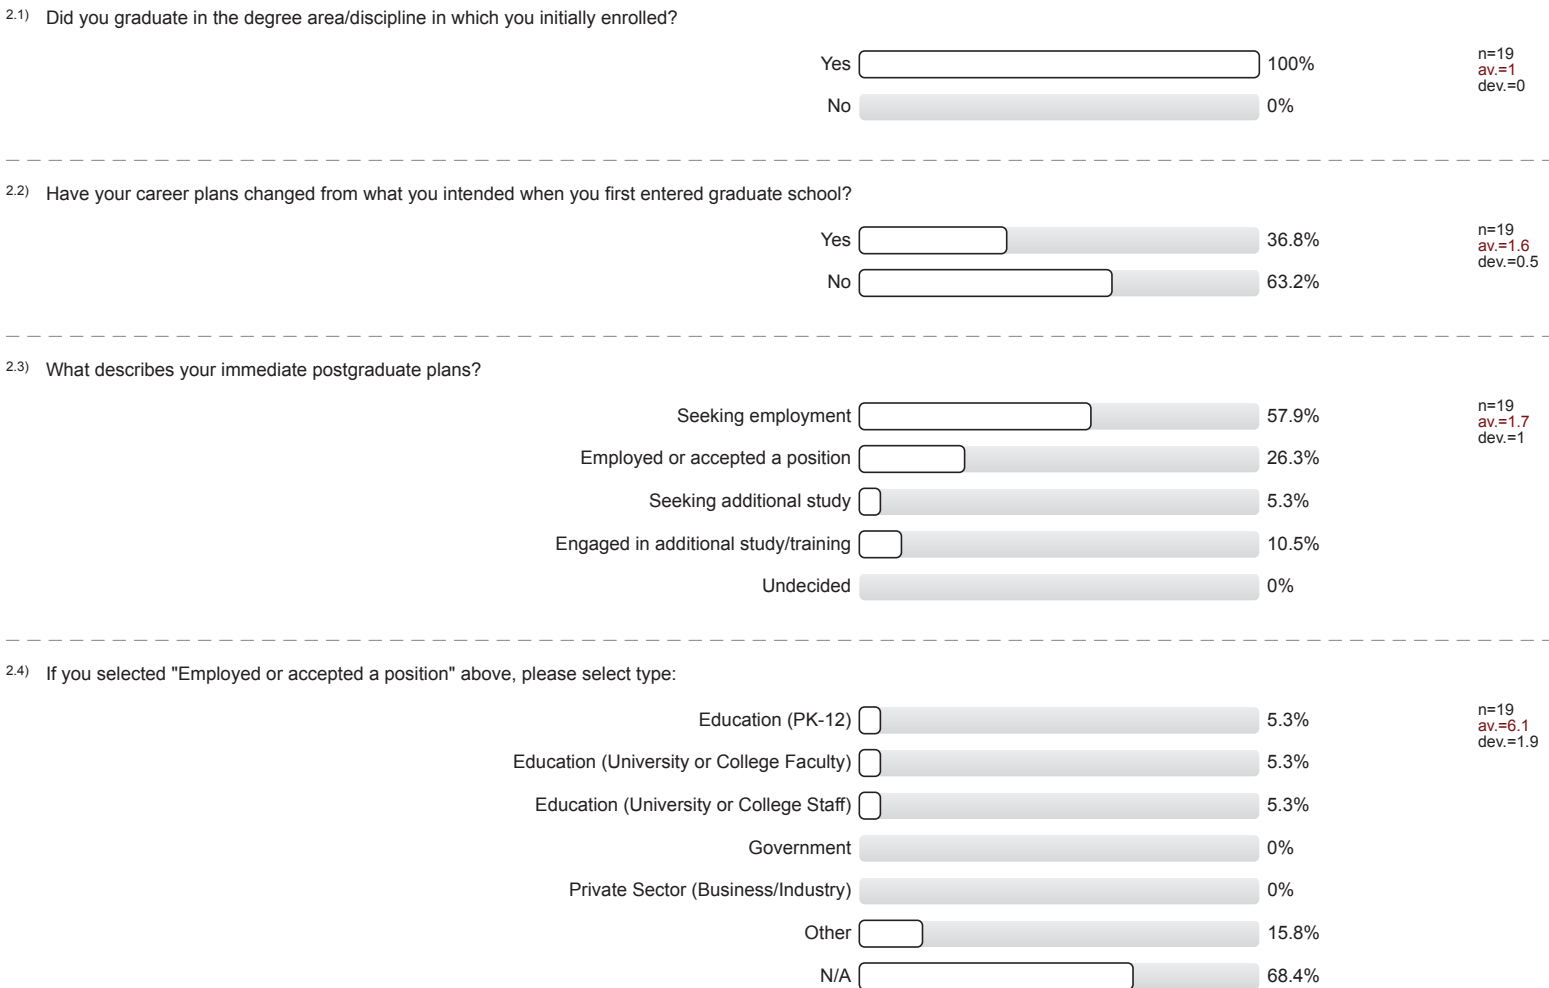 2.1) Did you graduate in the degree area/discipline in which you initially enrolled?
Yes 100%
No 0%
n=19
av.=1
dev.=0
2.2) Have your career plans changed from what you intended when you first entered graduate school?
Yes 36.8%
No 63.2%
n=19
av.=1.6
dev.=0.5
2.3) What describes your immediate postgraduate plans?
Seeking employment 57.9%
Employed or accepted a position 26.3%
Seeking additional study 5.3%
Engaged in additional study/training 10.5%
Undecided 0%
n=19
av.=1.7
dev.=1
2.4) If you selected "Employed or accepted a position" above, please select type:
Education (PK-12) 5.3%
Education (University or College Faculty) 5.3%
Education (University or College Staff) 5.3%
Government 0%
Private Sector (Business/Industry) 0%
Other 15.8%
N/A 68.4%
n=19
av.=6.1
dev.=1.9